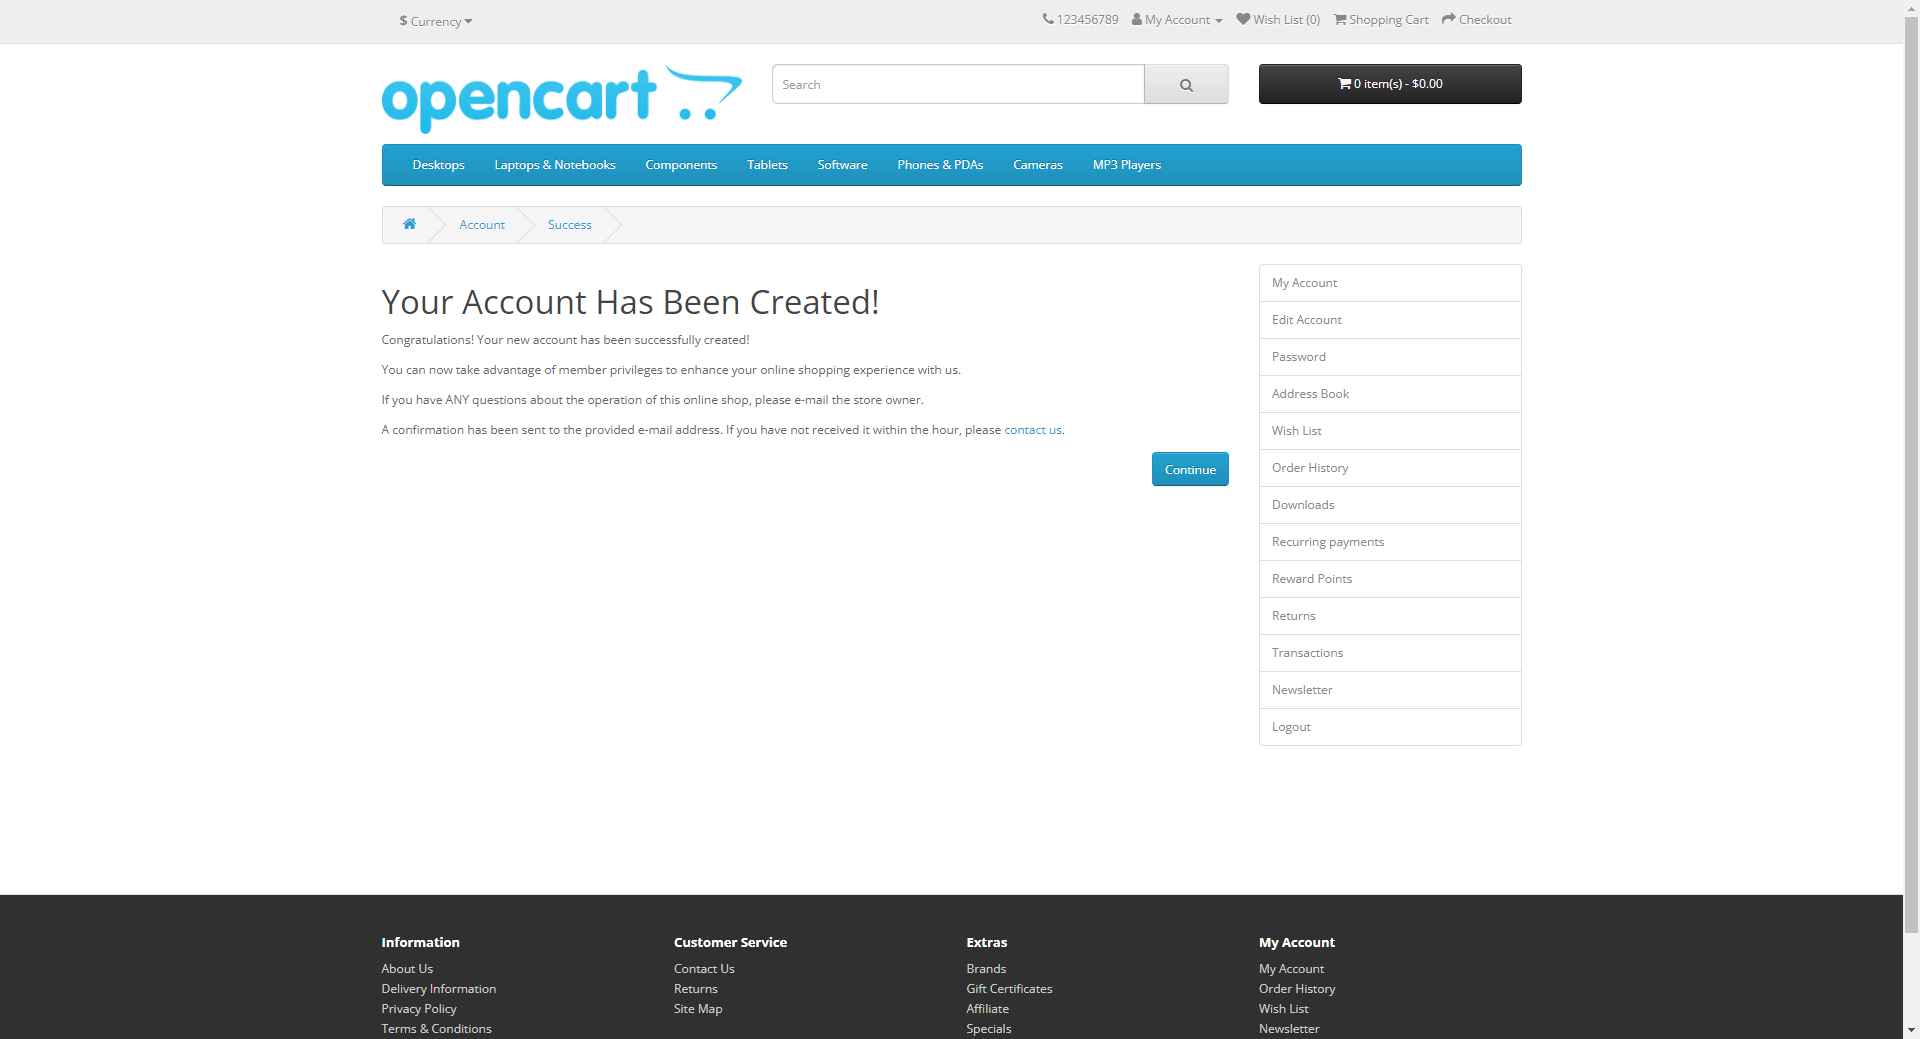 $ Currency
123456789 My Account Wish List (0) Shopping Cart Checkout
opencart
Search
0 item(s) - $0.00
Desktops Laptops & Notebooks Components Tablets Software Phones & PDAs Cameras MP3 Players
Account Success
Your Account Has Been Created!
Congratulations! Your new account has been successfully created!
You can now take advantage of member privileges to enhance your online shopping experience with us.
If you have ANY questions about the operation of this online shop, please e-mail the store owner.
A confirmation has been sent to the provided e-mail address. If you have not received it within the hour, please contact us.
Continue
My Account
Edit Account
Password
Address Book
Wish List
Order History
Downloads
Recurring payments
Reward Points
Returns
Transactions
Newsletter
Logout
Information
About Us
Delivery Information
Privacy Policy
Terms & Conditions
Customer Service
Contact Us
Returns
Site Map
Extras
Brands
Gift Certificates
Affiliate
Specials
My Account
My Account
Order History
Wish List
Newsletter